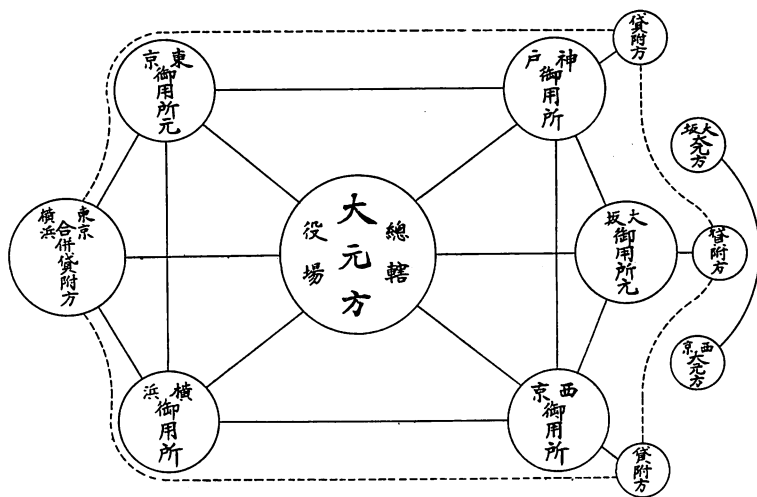 東京
御用所元
神戸
御用所
貸附方
大坂
大元方
東京
横浜
合併貸附方
總轄
大元方
役場
大坂
御用所元
貸附方
西京
大元方
横浜
御用所
西京
御用所
貸附方